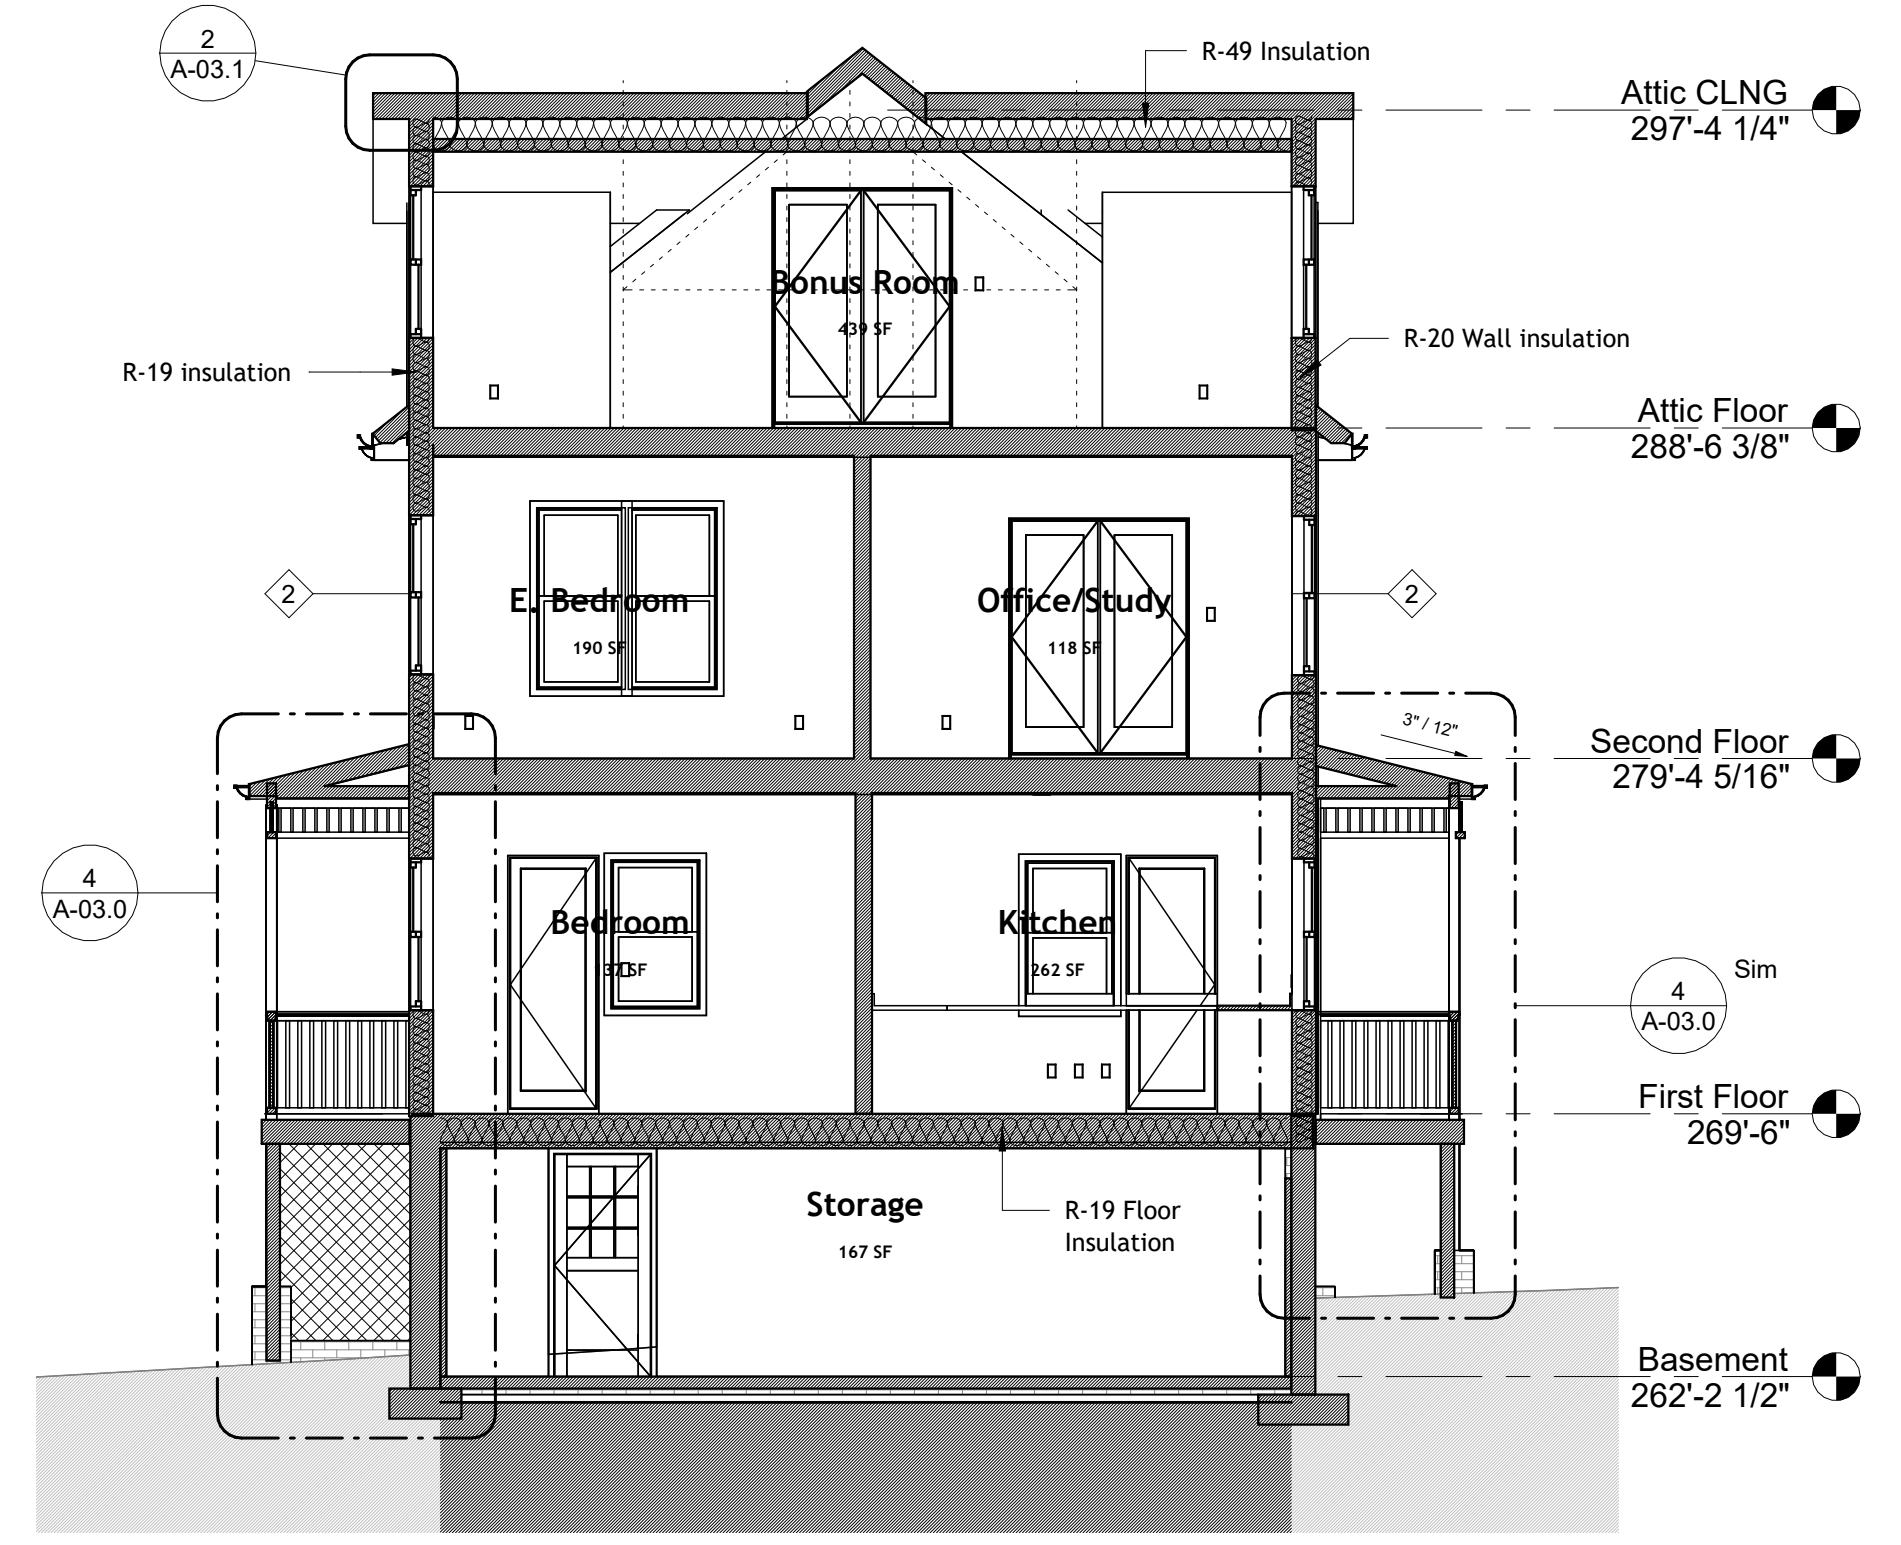 2
A-03.1
R-49 Insulation
Attic CLNG
297'-4 1/4"
Bonus Room
439 SF
R-20 Wall insulation
R-19 insulation
Attic Floor
288'-6 3/8"
2
E. Bedroom
190 SF
Office/Study
118 SF
2
3" / 12"
Second Floor
279'-4 5/16"
4
A-03.0
Bedroom
137 SF
Kitchen
262 SF
Sim
4
A-03.0
First Floor
269'-6"
Storage
167 SF
R-19 Floor
Insulation
Basement
262'-2 1/2"